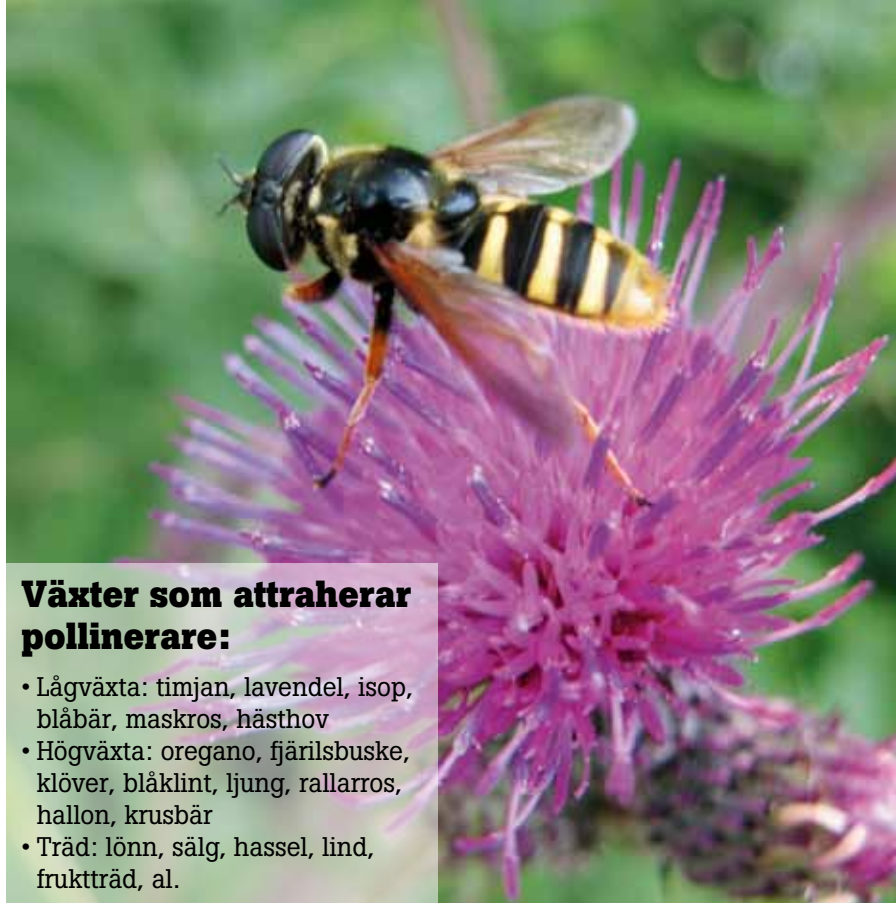 Växter som attraherar
pollinerare:
• Lågväxta: timjan, lavendel, isop,
blåbär, maskros, hästhov
• Högväxta: oregano, fjärilsbuske,
klöver, blåklint, ljung, rallarros,
hallon, krusbär
• Träd: lönn, sälg, hassel, lind,
fruktträd, al.